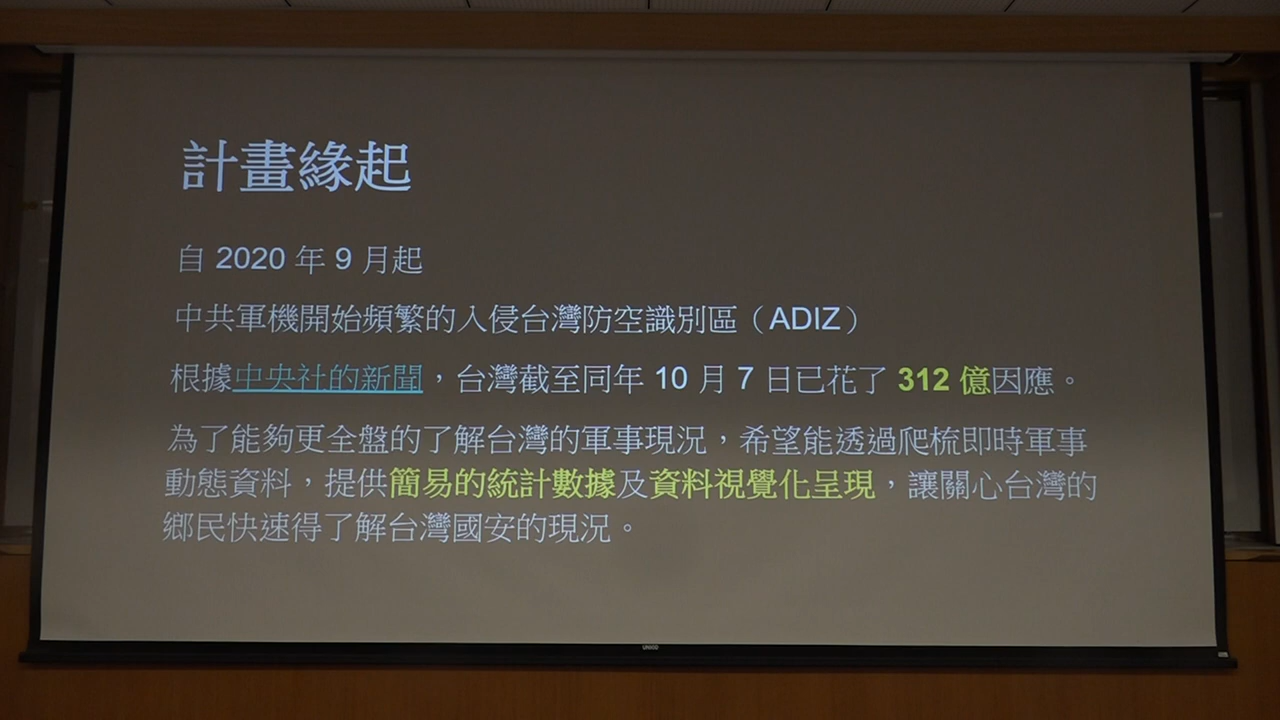 計畫緣起
自 2020 年 9 月起
中共軍機開始頻繁的入侵台灣防空識別區（ADIZ）
根據中央社的新聞，台灣截至同年 10 月 7 日已花了 312 億因應。
為了能夠更全盤的了解台灣的軍事現況，希望能透過爬梳即時軍事
動態資料，提供簡易的統計數據及資料視覺化呈現，讓關心台灣的
鄉民快速得了解台灣國安的現況。